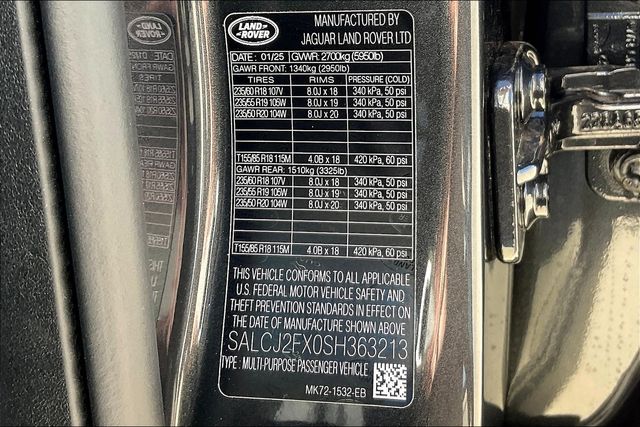 LAND ROVER
MANUFACTURED BY
JAGUAR LAND ROVER LTD
DATE : 01/25 GVWR: 2700kg (5950lb)
GAWR FRONT: 1340kg (2950lb)
TIRES RIMS PRESSURE (COLD)
235/60 R18 107V 8.0J x 18 340 kPa, 50 psi
235/55 R19 105W 8.0J x 19 340 kPa, 50 psi
235/50 R20 104W 8.0J x 20 340 kPa, 50 psi
T155/85 R18 115M 4.0B x 18 420 kPa, 60 psi
GAWR REAR: 1510kg (3325lb)
235/60 R18 107V 8.0J x 18 340 kPa, 50 psi
235/55 R19 105W 8.0J x 19 340 kPa, 50 psi
235/50 R20 104W 8.0J x 20 340 kPa, 50 psi
T155/85 R18 115M 4.0B x 18 420 kPa, 60 psi
THIS VEHICLE CONFORMS TO ALL APPLICABLE
U.S. FEDERAL MOTOR VEHICLE SAFETY AND
THEFT PREVENTION STANDARDS IN EFFECT ON
THE DATE OF MANUFACTURE SHOWN ABOVE
SALCJ2FX0SH363213
TYPE : MULTI-PURPOSE PASSENGER VEHICLE
MK72-1532-EB